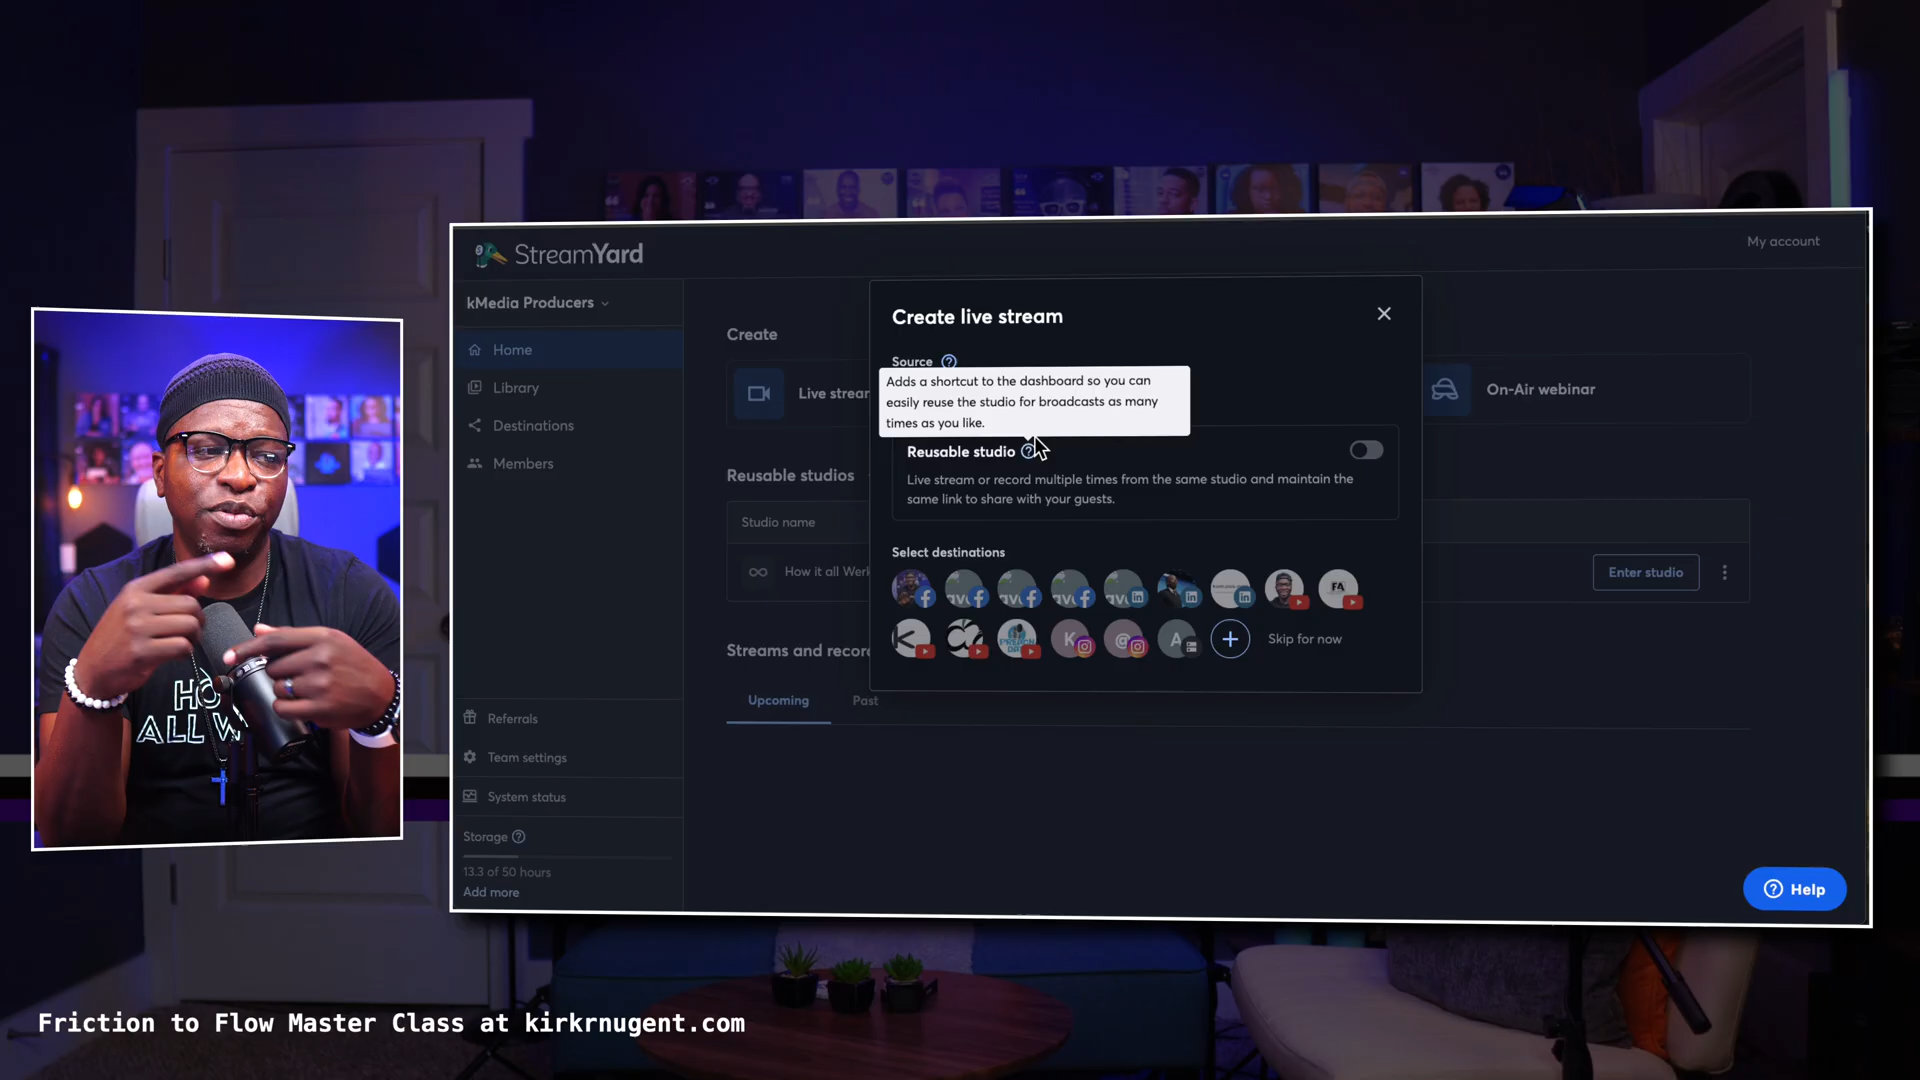 StreamYard
My account
kMedia Producers
Home
Library
Destinations
Members
Referrals
Team settings
System status
Storage
13.3 of 50 hours
Add more
Create
Live strear
On-Air webinar
Reusable studios
Studio name
How it all Werk
Enter studio
Streams and recor
Upcoming
Past
Create live stream
Source
Adds a shortcut to the dashboard so you can
easily reuse the studio for broadcasts as many
times as you like.
Reusable studio
Live stream or record multiple times from the same studio and maintain the
same link to share with your guests.
Select destinations
FA
K
@
A
Skip for now
Help
HO
ALL W
Friction to Flow Master Class at kirkrnugent.com